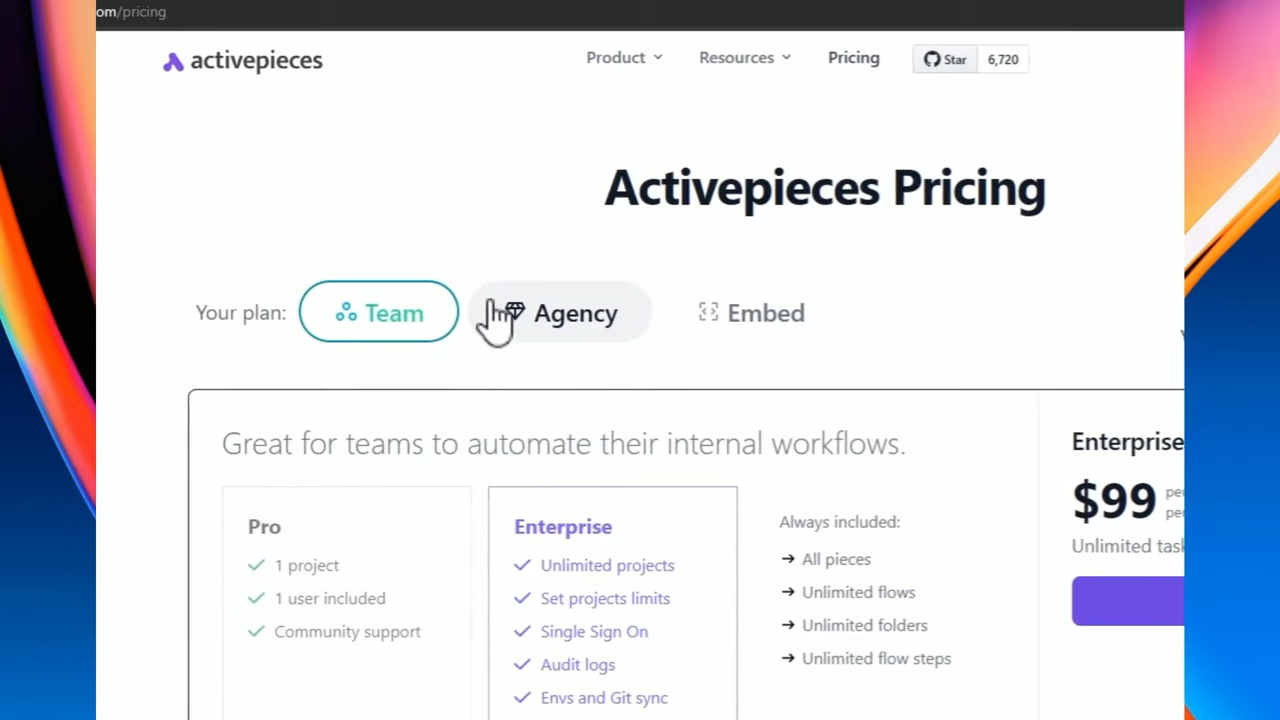 om/pricing
activepieces
Product
Resources
Pricing
Star
6,720
Activepieces Pricing
Your plan:
Team
Agency
Embed
Great for teams to automate their internal workflows.
Pro
1 project
1 user included
Community support
Enterprise
Unlimited projects
Set projects limits
Single Sign On
Audit logs
Envs and Git sync
Always included:
All pieces
Unlimited flows
Unlimited folders
Unlimited flow steps
Enterprise
$99
Unlimited